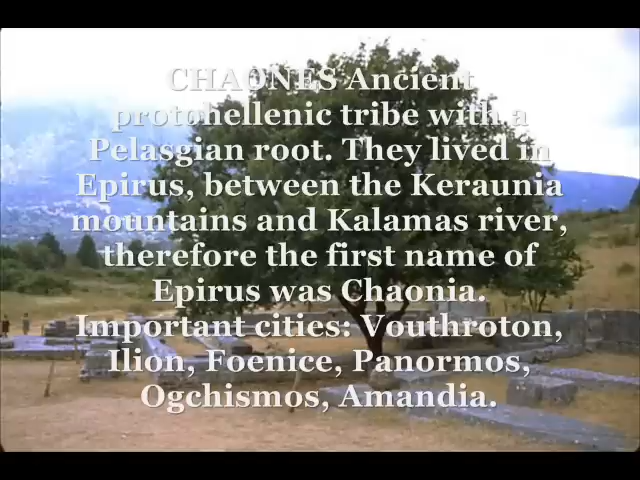 CHAONES Ancient
protohellenic tribe with a
Pelasgian root. They lived in
Epirus, between the Keraunia
mountains and Kalamas river,
therefore the first name of
Epirus was Chaonia.
Important cities: Vouthroton,
Ilion, Foenice, Panormos,
Ogchismos, Amandia.